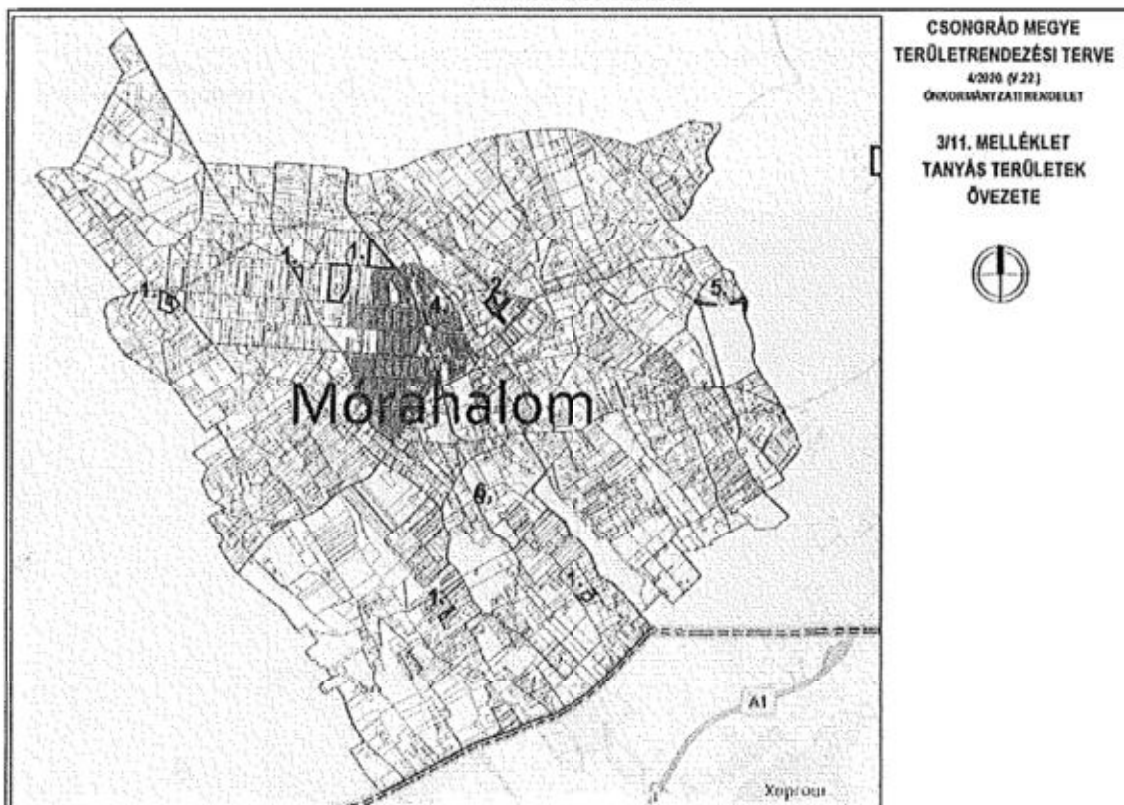 CSONGRÁD MEGYE
TERÜLETRENDEZÉSI TERVE
4/2020. (V.22.)
ÖNKORMÁNYZATI RENDELET
3/11. MELLÉKLET
TANYÁS TERÜLETEK
ÖVEZETE
1.
1.
1.
2.
4.
5.
Mórahalom
6.
1.
1.
A1
Хоргош